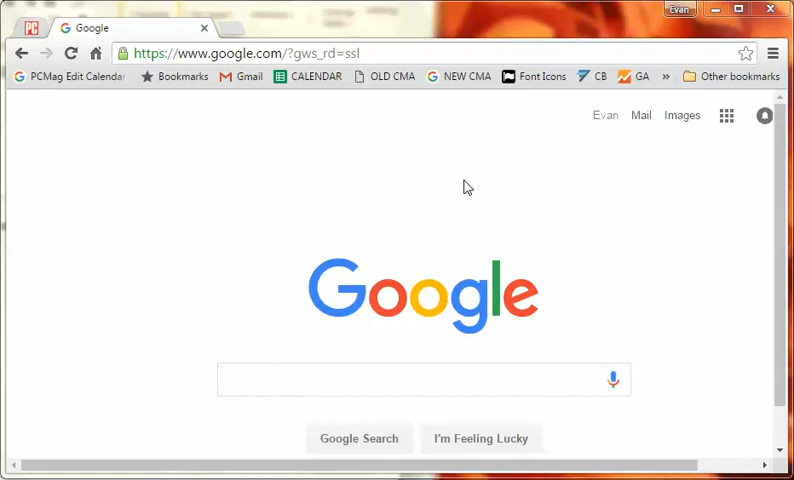 Evan
PC Google
https://www.google.com/?gws_rd=ssl
PCMag Edit Calendar Bookmarks Gmail CALENDAR OLD CMA NEW CMA Font Icons CB GA » Other bookmarks
Evan Mail Images
Google
Google Search I'm Feeling Lucky